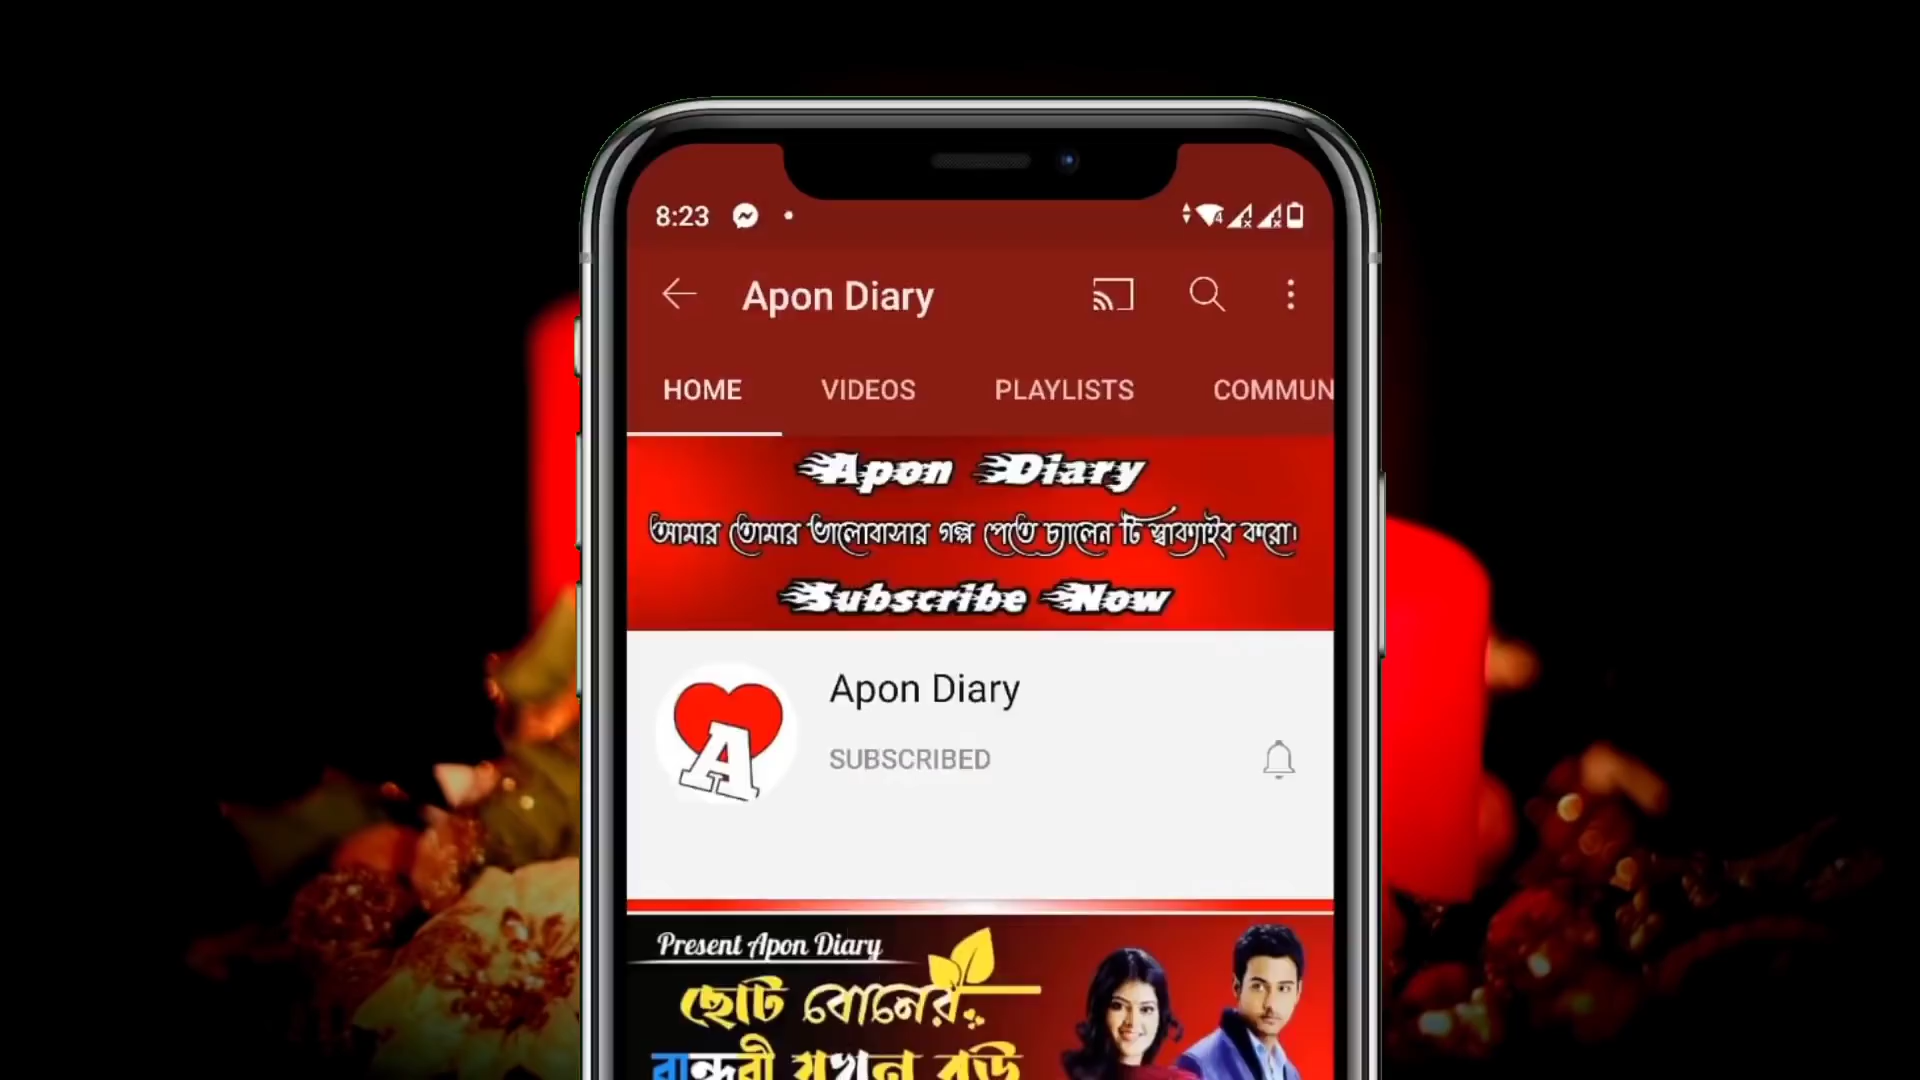 8:23
Apon Diary
HOME VIDEOS PLAYLISTS COMMUN
Apon Diary
আমার তোমার ভালোবাসার গল্প পেতে চ্যালেন টি স্বাবক্যাইব করো।
Subscribe Now
A
Apon Diary
SUBSCRIBED
Present Apon Diary
ছোট বোনের
বান্ধবী যখন বউ